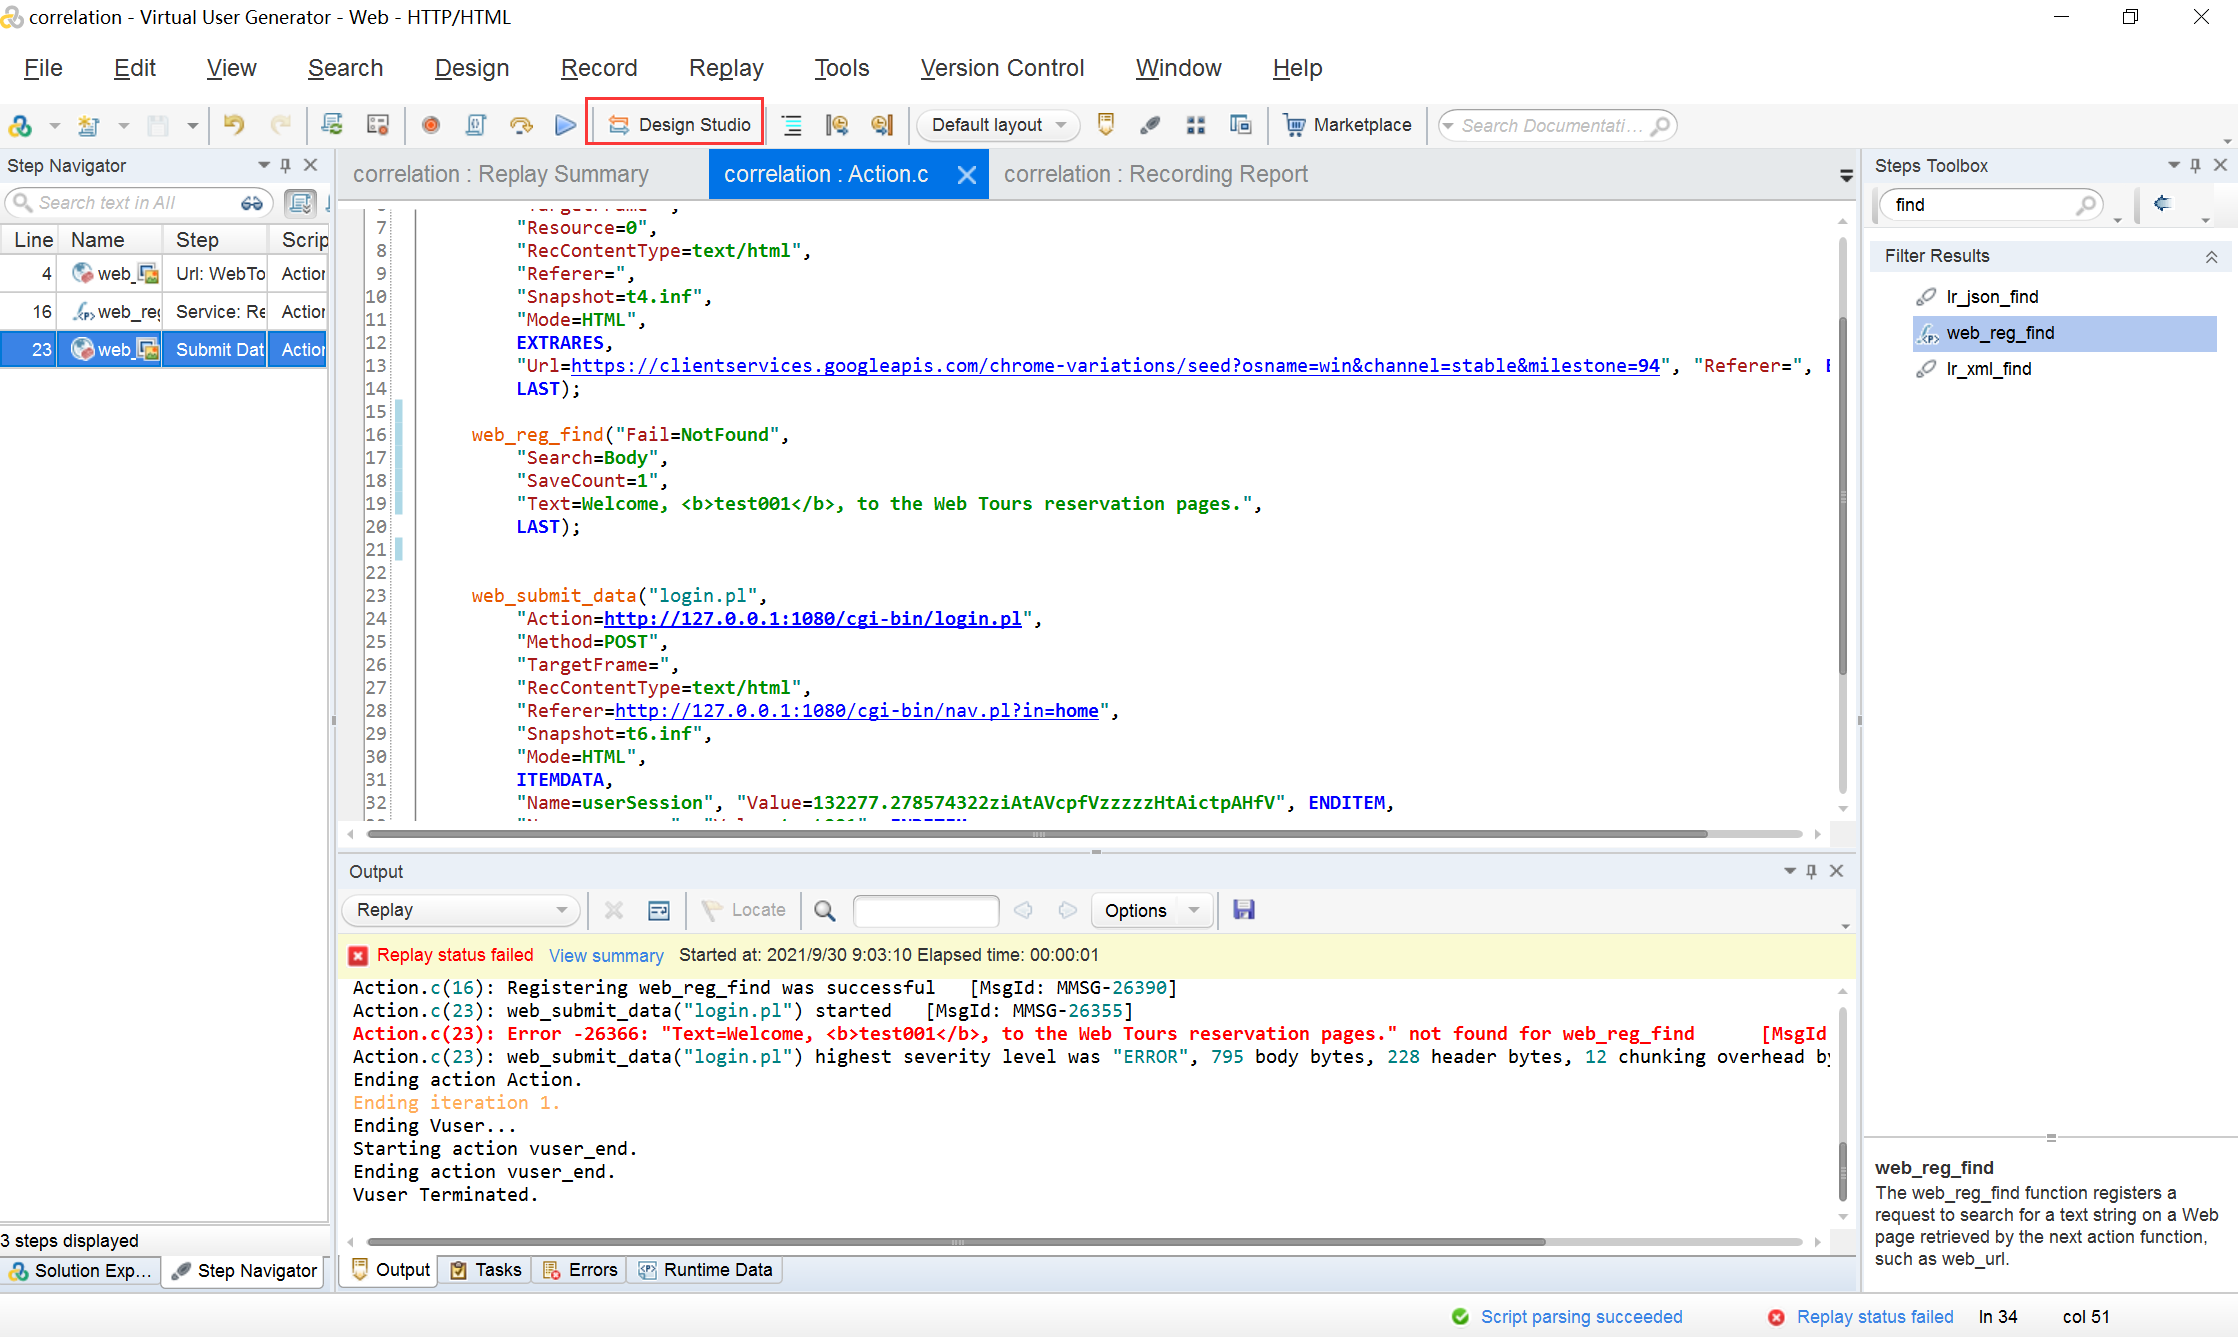 correlation - Virtual User Generator - Web - HTTP/HTML
File Edit View Search Design Record Replay Tools Version Control Window Help
Design Studio Default layout Marketplace Search Documentati...
Step Navigator
Search text in All
Line Name Step Scrip
4 web_ Url: WebTo Action
16 web_reg Service: Re Action
23 web_ Submit Dat Action
3 steps displayed
Solution Exp... Step Navigator
correlation : Replay Summary correlation : Action.c correlation : Recording Report
7 "Resource=0",
8 "RecContentType=text/html",
9 "Referer=",
10 "Snapshot=t4.inf",
11 "Mode=HTML",
12 EXTRARES,
13 "Url=https://clientservices.googleapis.com/chrome-variations/seed?osname=win&channel=stable&milestone=94", "Referer=", E
14 LAST);
15
16 web_reg_find("Fail=NotFound",
17 "Search=Body",
18 "SaveCount=1",
19 "Text=Welcome, <b>test001</b>, to the Web Tours reservation pages.",
20 LAST);
21
22
23 web_submit_data("login.pl",
24 "Action=http://127.0.0.1:1080/cgi-bin/login.pl",
25 "Method=POST",
26 "TargetFrame=",
27 "RecContentType=text/html",
28 "Referer=http://127.0.0.1:1080/cgi-bin/nav.pl?in=home",
29 "Snapshot=t6.inf",
30 "Mode=HTML",
31 ITEMDATA,
32 "Name=userSession", "Value=132277.278574322ziAtAVcpfVzzzzzHtAictpAHfV", ENDITEM,
Output
Replay Locate Options
Replay status failed View summary Started at: 2021/9/30 9:03:10 Elapsed time: 00:00:01
Action.c(16): Registering web_reg_find was successful [MsgId: MMSG-26390]
Action.c(23): web_submit_data("login.pl") started [MsgId: MMSG-26355]
Action.c(23): Error -26366: "Text=Welcome, <b>test001</b>, to the Web Tours reservation pages." not found for web_reg_find [MsgId
Action.c(23): web_submit_data("login.pl") highest severity level was "ERROR", 795 body bytes, 228 header bytes, 12 chunking overhead by
Ending action Action.
Ending iteration 1.
Ending Vuser...
Starting action vuser_end.
Ending action vuser_end.
Vuser Terminated.
Output Tasks Errors Runtime Data
Steps Toolbox
find
Filter Results
lr_json_find
web_reg_find
lr_xml_find
web_reg_find
The web_reg_find function registers a
request to search for a text string on a Web
page retrieved by the next action function,
such as web_url.
Script parsing succeeded Replay status failed ln 34 col 51